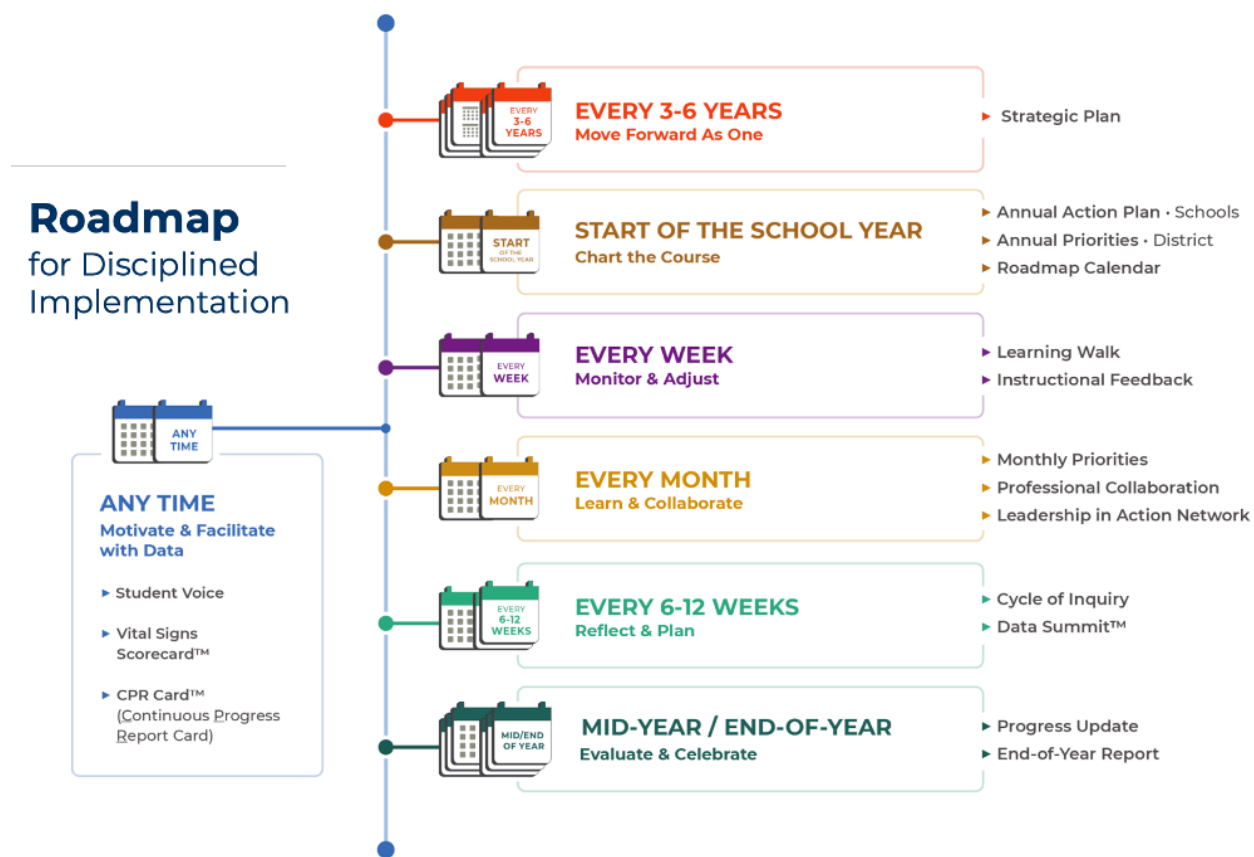 Roadmap
for Disciplined
Implementation
ANY
TIME
ANY TIME
Motivate & Facilitate
with Data
► Student Voice
► Vital Signs
Scorecard™
► CPR Card™
(Continuous Progress
Report Card)
EVERY
3-6
YEARS
EVERY 3-6 YEARS
Move Forward As One
► Strategic Plan
START
OF THE
SCHOOL YEAR
START OF THE SCHOOL YEAR
Chart the Course
► Annual Action Plan · Schools
► Annual Priorities · District
► Roadmap Calendar
EVERY
WEEK
EVERY WEEK
Monitor & Adjust
► Learning Walk
► Instructional Feedback
EVERY
MONTH
EVERY MONTH
Learn & Collaborate
► Monthly Priorities
► Professional Collaboration
► Leadership in Action Network
EVERY
6-12
WEEKS
EVERY 6-12 WEEKS
Reflect & Plan
► Cycle of Inquiry
► Data Summit™
MID/END
OF YEAR
MID-YEAR / END-OF-YEAR
Evaluate & Celebrate
► Progress Update
► End-of-Year Report